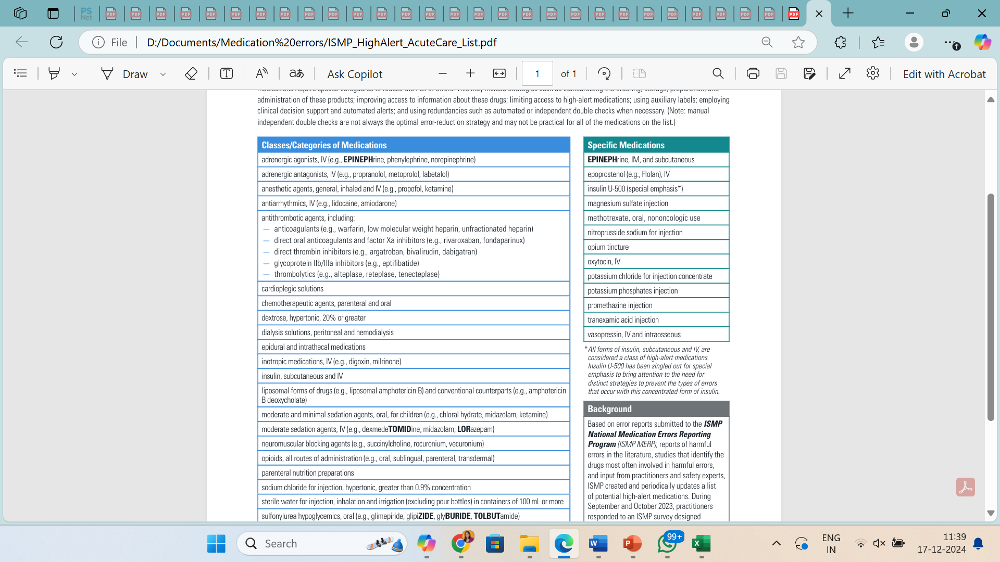 PS
Net
File
D:/Documents/Medication%20errors/ISMP_HighAlert_AcuteCare_List.pdf
Draw
Ask Copilot
1
of 1
Edit with Acrobat
administration of these products; improving access to information about these drugs; limiting access to high-alert medications; using auxiliary labels; employing
clinical decision support and automated alerts; and using redundancies such as automated or independent double checks when necessary. (Note: manual
independent double checks are not always the optimal error-reduction strategy and may not be practical for all of the medications on the list.)
Classes/Categories of Medications
adrenergic agonists, IV (e.g., EPINEPHrine, phenylephrine, norepinephrine)
adrenergic antagonists, IV (e.g., propranolol, metoprolol, labetalol)
anesthetic agents, general, inhaled and IV (e.g., propofol, ketamine)
antiarrhythmics, IV (e.g., lidocaine, amiodarone)
antithrombotic agents, including:
— anticoagulants (e.g., warfarin, low molecular weight heparin, unfractionated heparin)
— direct oral anticoagulants and factor Xa inhibitors (e.g., rivaroxaban, fondaparinux)
— direct thrombin inhibitors (e.g., argatroban, bivalirudin, dabigatran)
— glycoprotein IIb/IIIa inhibitors (e.g., eptifibatide)
— thrombolytics (e.g., alteplase, reteplase, tenecteplase)
cardioplegic solutions
chemotherapeutic agents, parenteral and oral
dextrose, hypertonic, 20% or greater
dialysis solutions, peritoneal and hemodialysis
epidural and intrathecal medications
inotropic medications, IV (e.g., digoxin, milrinone)
insulin, subcutaneous and IV
liposomal forms of drugs (e.g., liposomal amphotericin B) and conventional counterparts (e.g., amphotericin
B deoxycholate)
moderate and minimal sedation agents, oral, for children (e.g., chloral hydrate, midazolam, ketamine)
moderate sedation agents, IV (e.g., dexmedeTOMIDine, midazolam, LORazepam)
neuromuscular blocking agents (e.g., succinylcholine, rocuronium, vecuronium)
opioids, all routes of administration (e.g., oral, sublingual, parenteral, transdermal)
parenteral nutrition preparations
sodium chloride for injection, hypertonic, greater than 0.9% concentration
sterile water for injection, inhalation and irrigation (excluding pour bottles) in containers of 100 mL or more
sulfonylurea hypoglycemics, oral (e.g., glimepiride, glipiZIDE, glyBURIDE, TOLBUTamide)
Specific Medications
EPINEPHrine, IM, and subcutaneous
epoprostenol (e.g., Flolan), IV
insulin U-500 (special emphasis*)
magnesium sulfate injection
methotrexate, oral, nononcologic use
nitroprusside sodium for injection
opium tincture
oxytocin, IV
potassium chloride for injection concentrate
potassium phosphates injection
promethazine injection
tranexamic acid injection
vasopressin, IV and intraosseous
* All forms of insulin, subcutaneous and IV, are
considered a class of high-alert medications.
Insulin U-500 has been singled out for special
emphasis to bring attention to the need for
distinct strategies to prevent the types of errors
that occur with this concentrated form of insulin.
Background
Based on error reports submitted to the ISMP
National Medication Errors Reporting
Program (ISMP MERP), reports of harmful
errors in the literature, studies that identify the
drugs most often involved in harmful errors,
and input from practitioners and safety experts,
ISMP created and periodically updates a list
of potential high-alert medications. During
September and October 2023, practitioners
responded to an ISMP survey designed
Search
99+
ENG
IN
11:39
17-12-2024